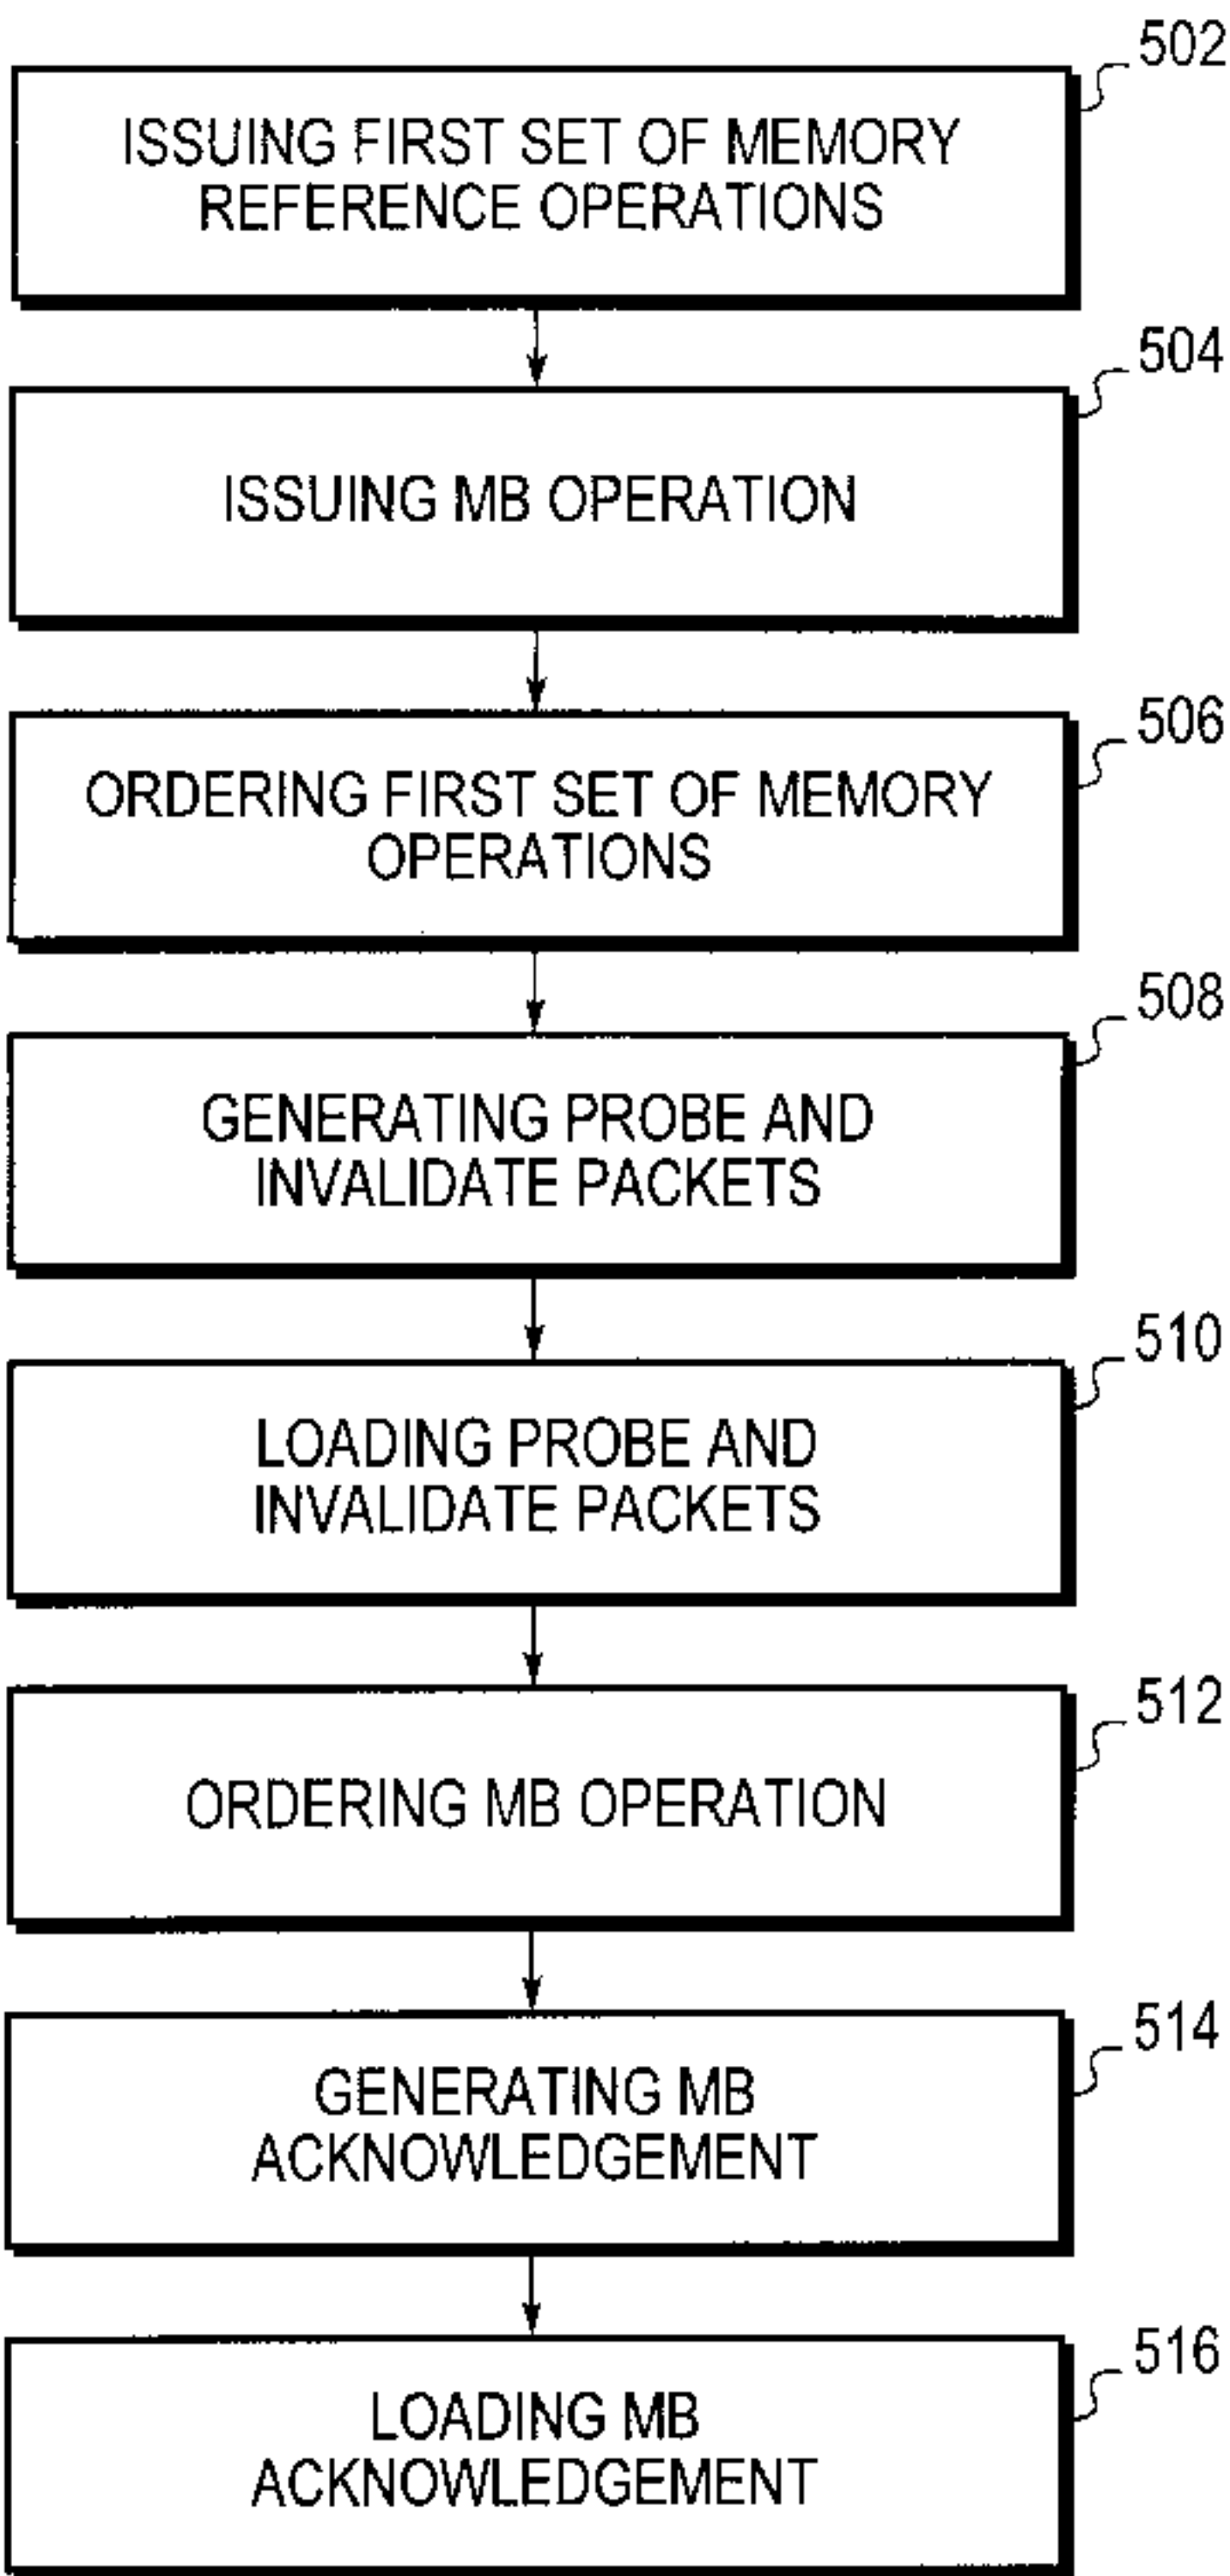 502
ISSUING FIRST SET OF MEMORY
REFERENCE OPERATIONS
504
ISSUING MB OPERATION
506
ORDERING FIRST SET OF MEMORY
OPERATIONS
508
GENERATING PROBE AND
INVALIDATE PACKETS
510
LOADING PROBE AND
INVALIDATE PACKETS
512
ORDERING MB OPERATION
514
GENERATING MB
ACKNOWLEDGEMENT
516
LOADING MB
ACKNOWLEDGEMENT